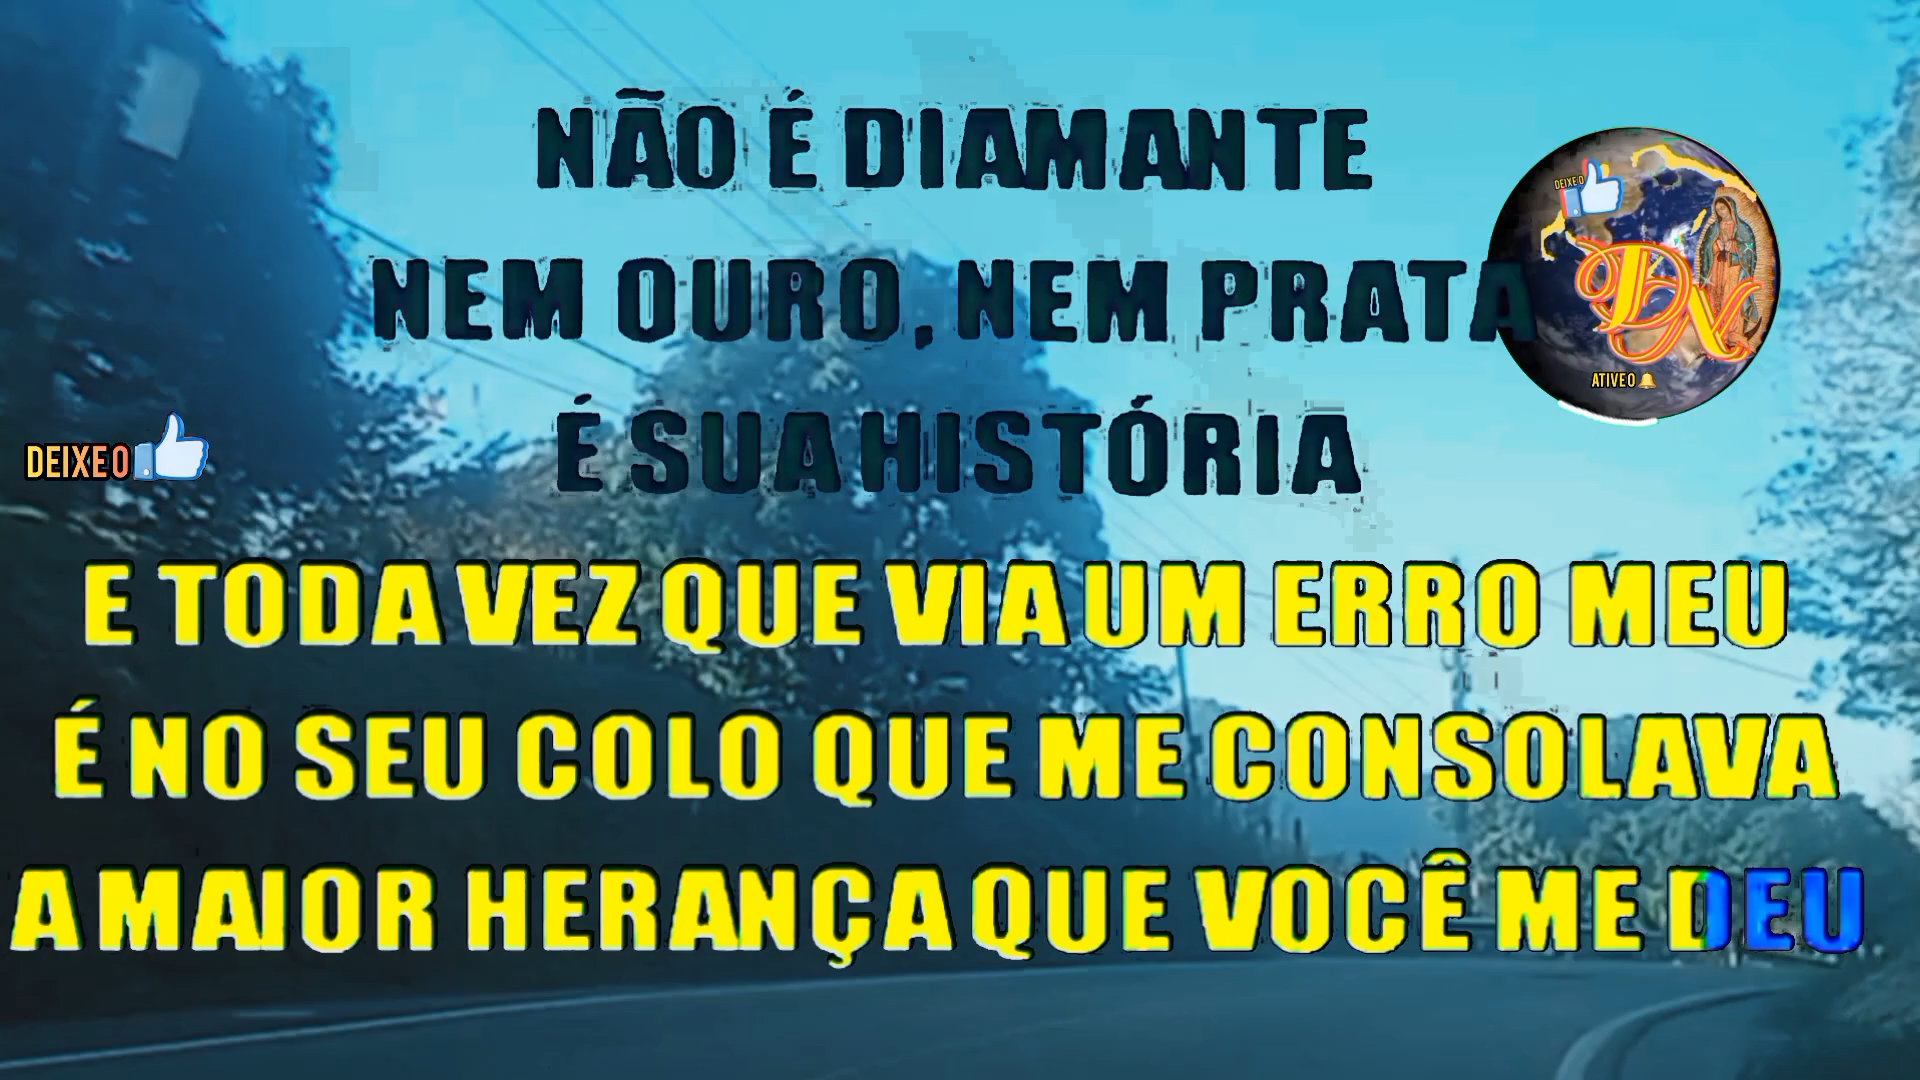 NÃO É DIAMANTE
NEM OURO, NEM PRATA
É SUA HISTÓRIA
E TODA VEZ QUE VIA UM ERRO MEU
É NO SEU COLO QUE ME CONSOLAVA
A MAIOR HERANÇA QUE VOCÊ ME DEU
DEIXE O
DEIXE O
DN
ATIVE O